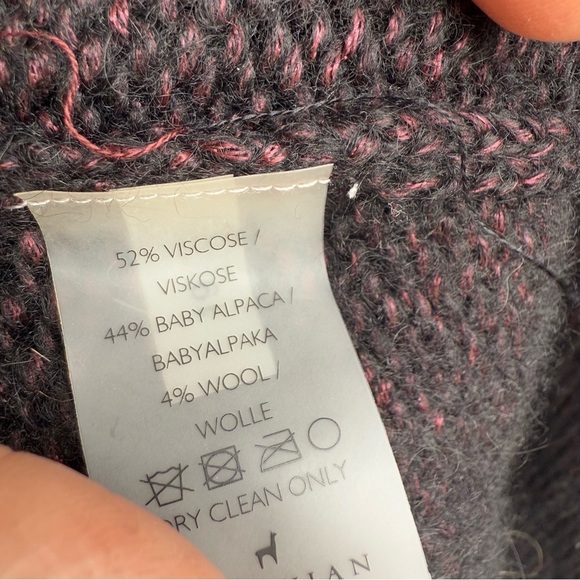 52% VISCOSE /
VISKOSE
44% BABY ALPACA /
BABYALPAKA
4% WOOL /
WOLLE
DRY CLEAN ONLY